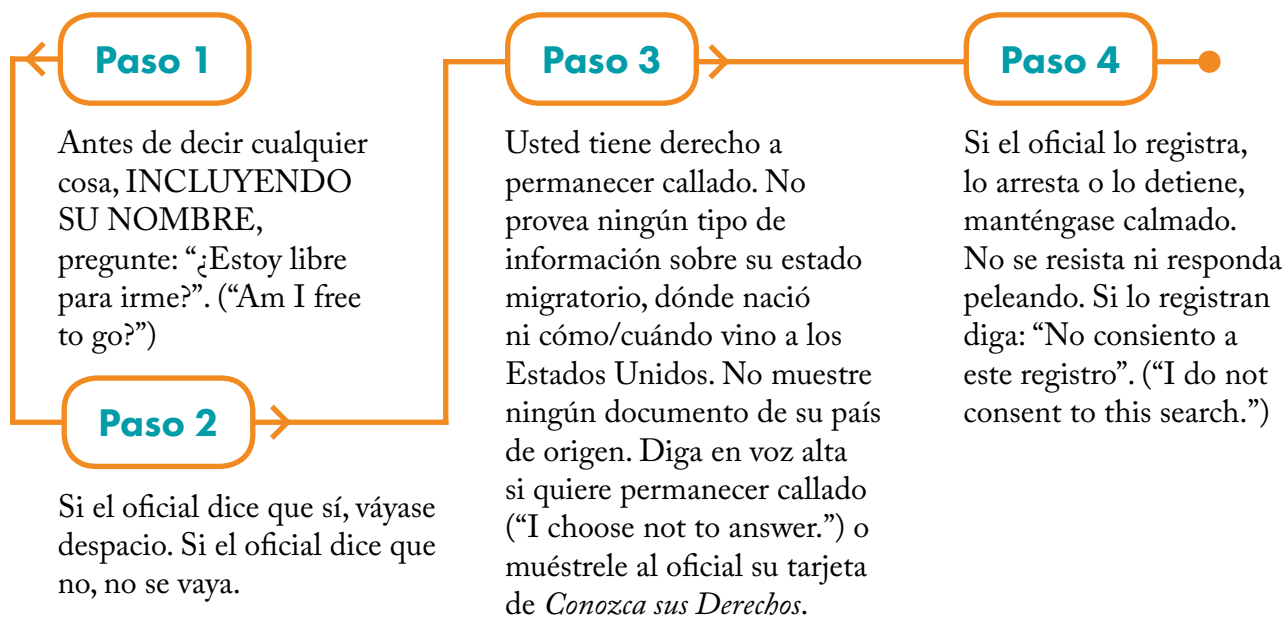 Paso 1
Antes de decir cualquier
cosa, INCLUYENDO
SU NOMBRE,
pregunte: “¿Estoy libre
para irme?”. (“Am I free
to go?”)
Paso 2
Si el oficial dice que sí, váyase
despacio. Si el oficial dice que
no, no se vaya.
Paso 3
Usted tiene derecho a
permanecer callado. No
provea ningún tipo de
información sobre su estado
migratorio, dónde nació
ni cómo/cuándo vino a los
Estados Unidos. No muestre
ningún documento de su país
de origen. Diga en voz alta
si quiere permanecer callado
(“I choose not to answer.”) o
muéstrele al oficial su tarjeta
de Conozca sus Derechos.
Paso 4
Si el oficial lo registra,
lo arresta o lo detiene,
manténgase calmado.
No se resista ni responda
peleando. Si lo registran
diga: “No consiento a
este registro”. (“I do not
consent to this search.”)